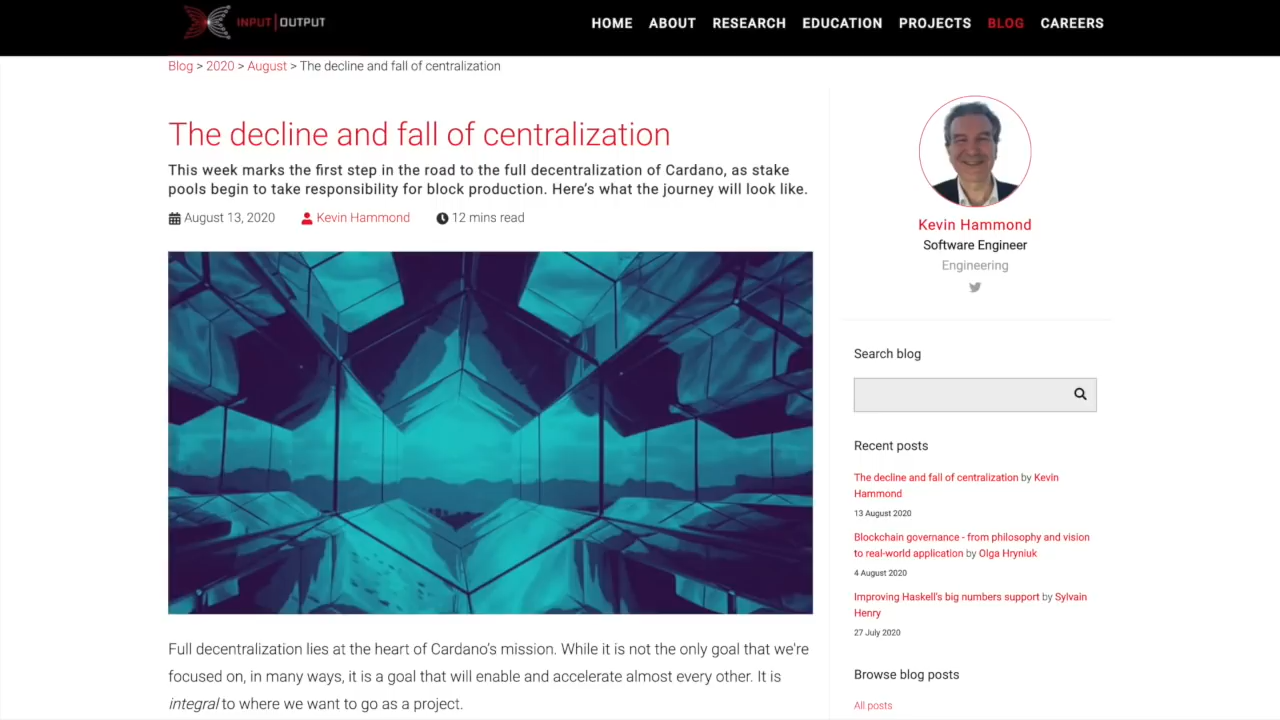 INPUT | OUTPUT
HOME ABOUT RESEARCH EDUCATION PROJECTS BLOG CAREERS
Blog > 2020 > August > The decline and fall of centralization
The decline and fall of centralization
This week marks the first step in the road to the full decentralization of Cardano, as stake
pools begin to take responsibility for block production. Here’s what the journey will look like.
August 13, 2020 Kevin Hammond 12 mins read
Full decentralization lies at the heart of Cardano’s mission. While it is not the only goal that we're
focused on, in many ways, it is a goal that will enable and accelerate almost every other. It is
integral to where we want to go as a project.
Kevin Hammond
Software Engineer
Engineering
Search blog
Recent posts
The decline and fall of centralization by Kevin
Hammond
13 August 2020
Blockchain governance - from philosophy and vision
to real-world application by Olga Hryniuk
4 August 2020
Improving Haskell's big numbers support by Sylvain
Henry
27 July 2020
Browse blog posts
All posts